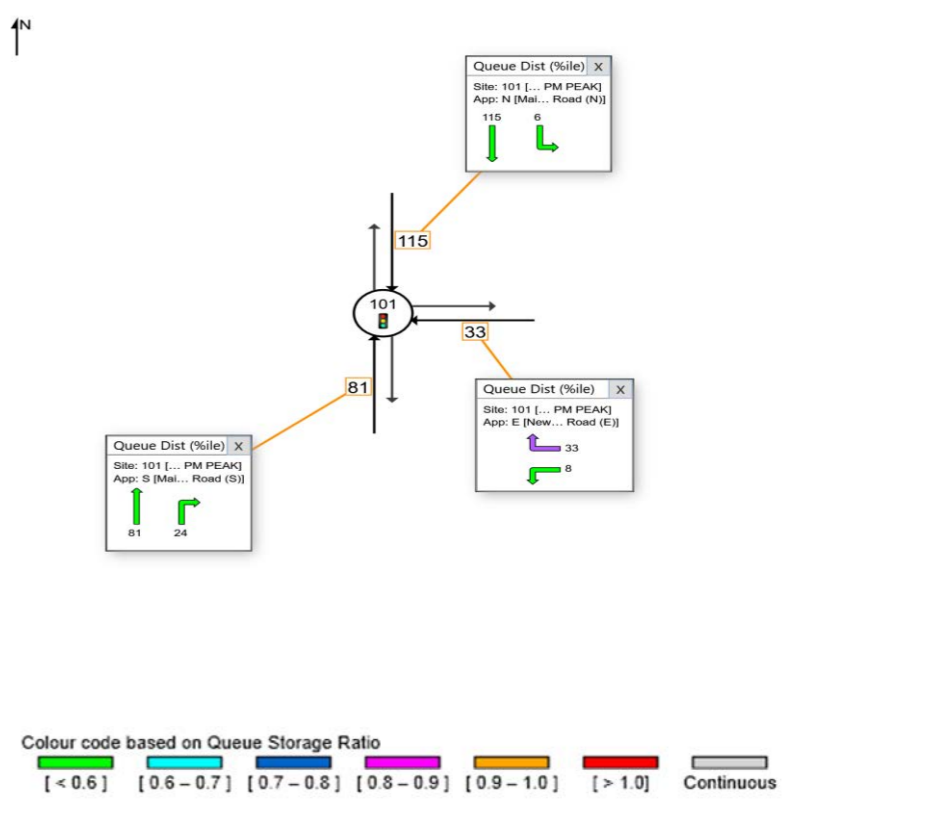 N
Queue Dist (%ile) X
Site: 101 [... PM PEAK]
App: N [Mai... Road (N)]
115 6
115
101
33
81
Queue Dist (%ile) X
Site: 101 [... PM PEAK]
App: E [New... Road (E)]
33
8
Queue Dist (%ile) X
Site: 101 [... PM PEAK]
App: S [Mai... Road (S)]
81 24
Colour code based on Queue Storage Ratio
[ < 0.6 ] [ 0.6 – 0.7 ] [ 0.7 – 0.8 ] [ 0.8 – 0.9 ] [ 0.9 – 1.0 ] [ > 1.0] Continuous